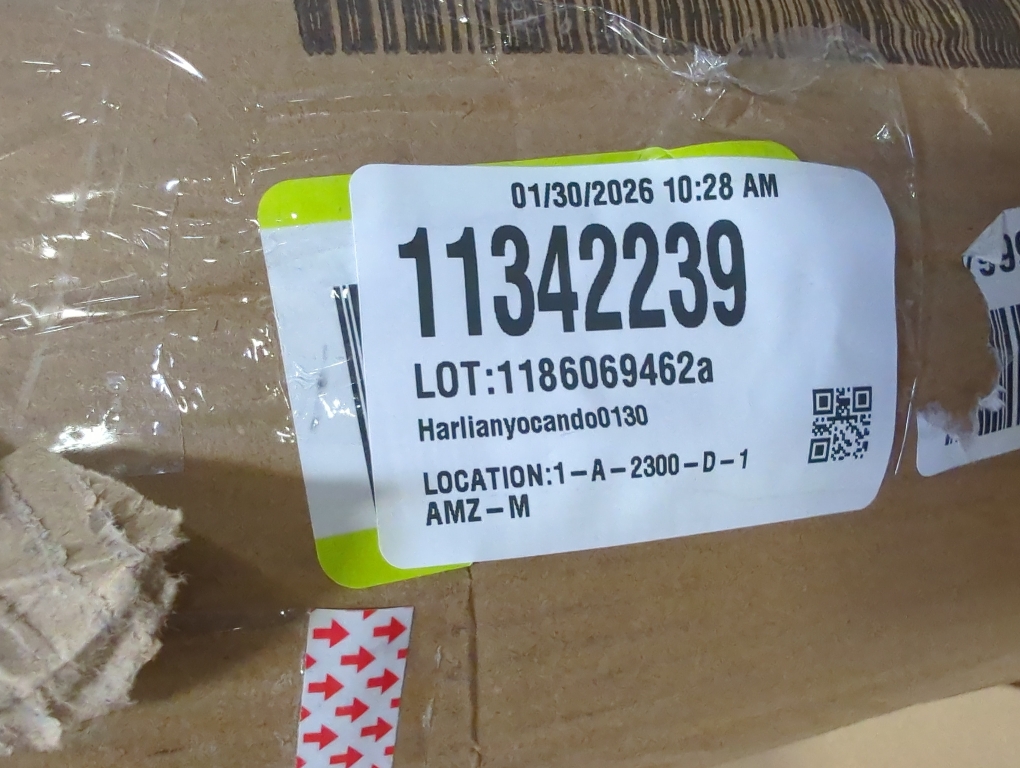 01/30/2026 10:28 AM
11342239
LOT:1186069462a
Harlianyocando0130
LOCATION:1-A-2300-D-1
AMZ-M